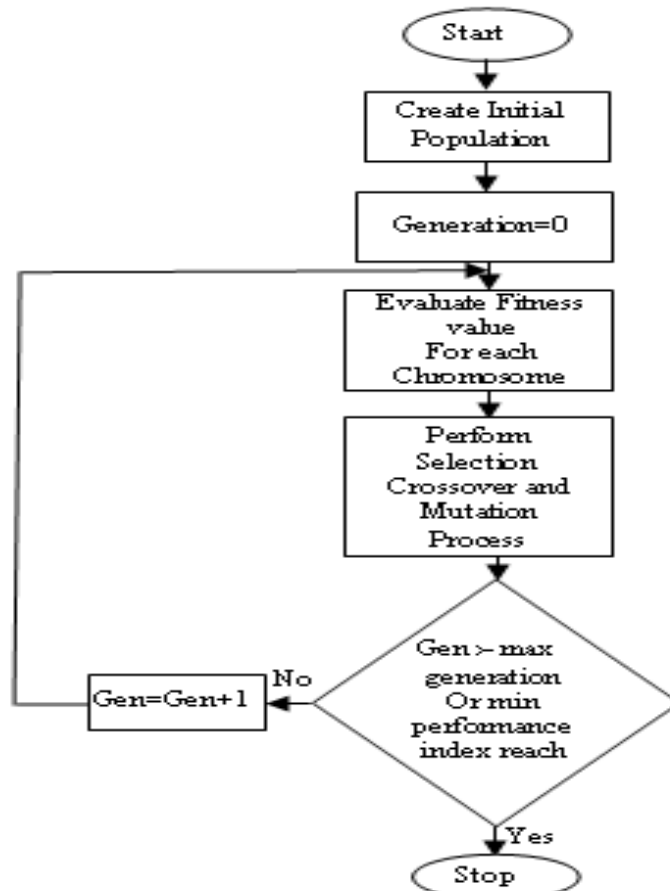 Start
Create Initial
Population
Generation=0
Evaluate Fitness
value
For each
Chromosome
Perform
Selection
Crossover and
Mutation
Process
Gen >- max
generation
Or min
performance
index reach
No
Gen=Gen+1
Yes
Stop